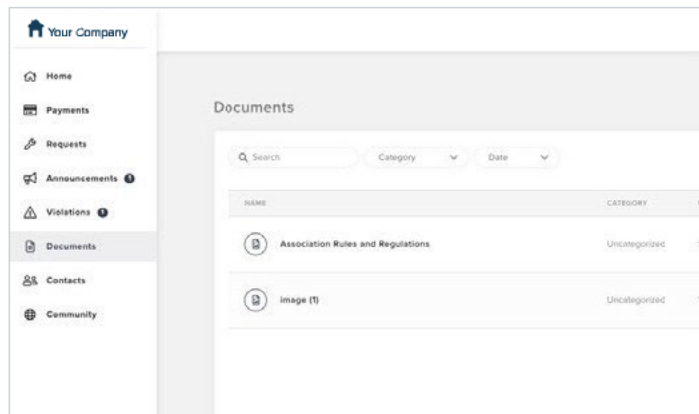 Your Company
Home
Payments
Requests
Announcements
Violations
Documents
Contacts
Community
Documents
Search
Category
Date
NAME
CATEGORY
Association Rules and Regulations
Uncategorized
image (1)
Uncategorized